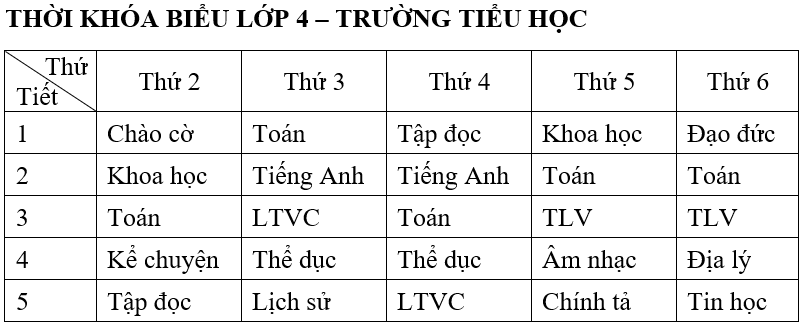 THỜI KHÓA BIỂU LỚP 4 – TRƯỜNG TIỂU HỌC
Thứ
Tiết Thứ 2 Thứ 3 Thứ 4 Thứ 5 Thứ 6
1 Chào cờ Toán Tập đọc Khoa học Đạo đức
2 Khoa học Tiếng Anh Tiếng Anh Toán Toán
3 Toán LTVC Toán TLV TLV
4 Kể chuyện Thể dục Thể dục Âm nhạc Địa lý
5 Tập đọc Lịch sử LTVC Chính tả Tin học